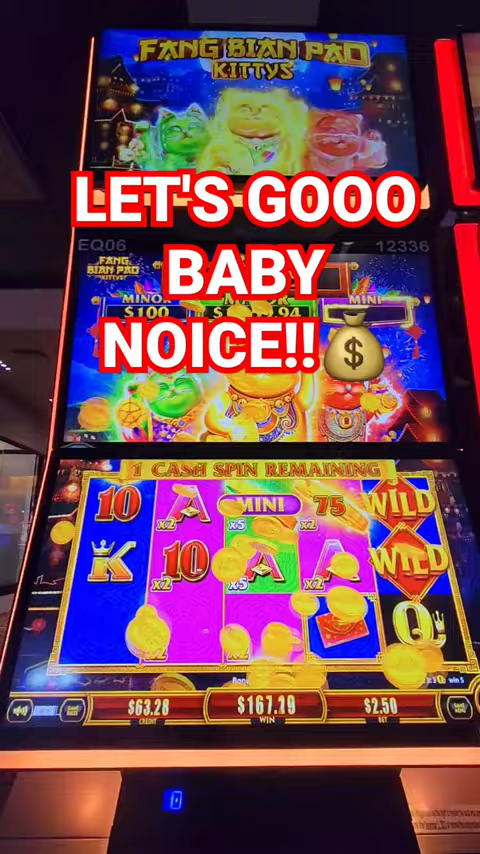 FANG BIAN PAO
KITTYS
LET'S GOOO
BABY
NOICE!!
EQ06
12336
FANG
BIAN PAO
KITTYS
MINOR
MINI
$100
1 CASH SPIN REMAINING
10
A
X2
MINI
X5
75
X2
WILD
K
10
X2
A
X5
A
X2
WILD
Q
$63.28
CREDIT
$167.19
WIN
$2.50
BET
0